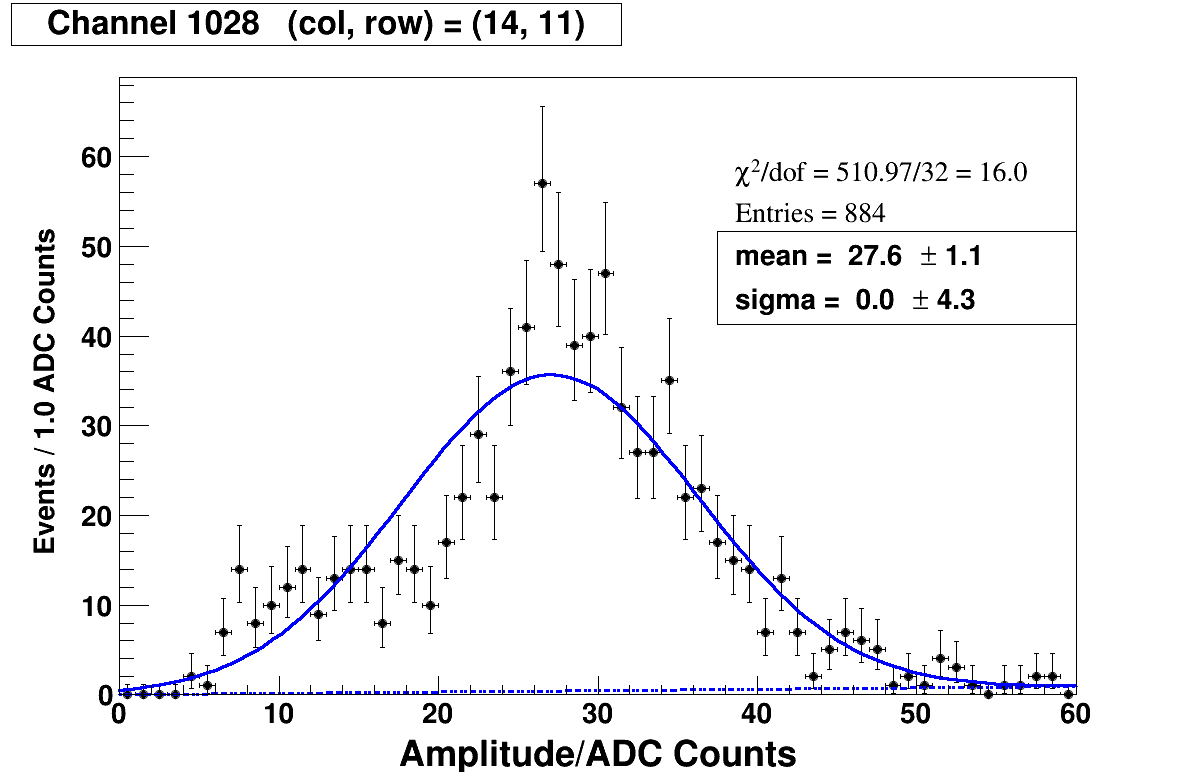 Channel 1028 (col, row) = (14, 11)
χ²/dof = 510.97/32 = 16.0
Entries = 884
mean = 27.6 ± 1.1
sigma = 0.0 ± 4.3
Events / 1.0 ADC Counts
60
50
40
30
20
10
0
0 10 20 30 40 50 60
Amplitude/ADC Counts